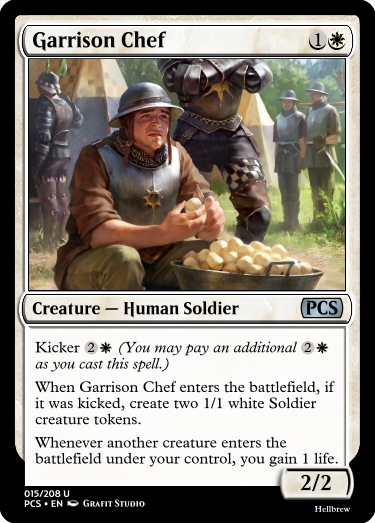 Garrison Chef 1
Creature — Human Soldier PCS
Kicker 2 (You may pay an additional 2
as you cast this spell.)
When Garrison Chef enters the battlefield, if
it was kicked, create two 1/1 white Soldier
creature tokens.
Whenever another creature enters the
battlefield under your control, you gain 1 life.
2/2
015/208 U
PCS • EN Grafit Studio
Hellbrew